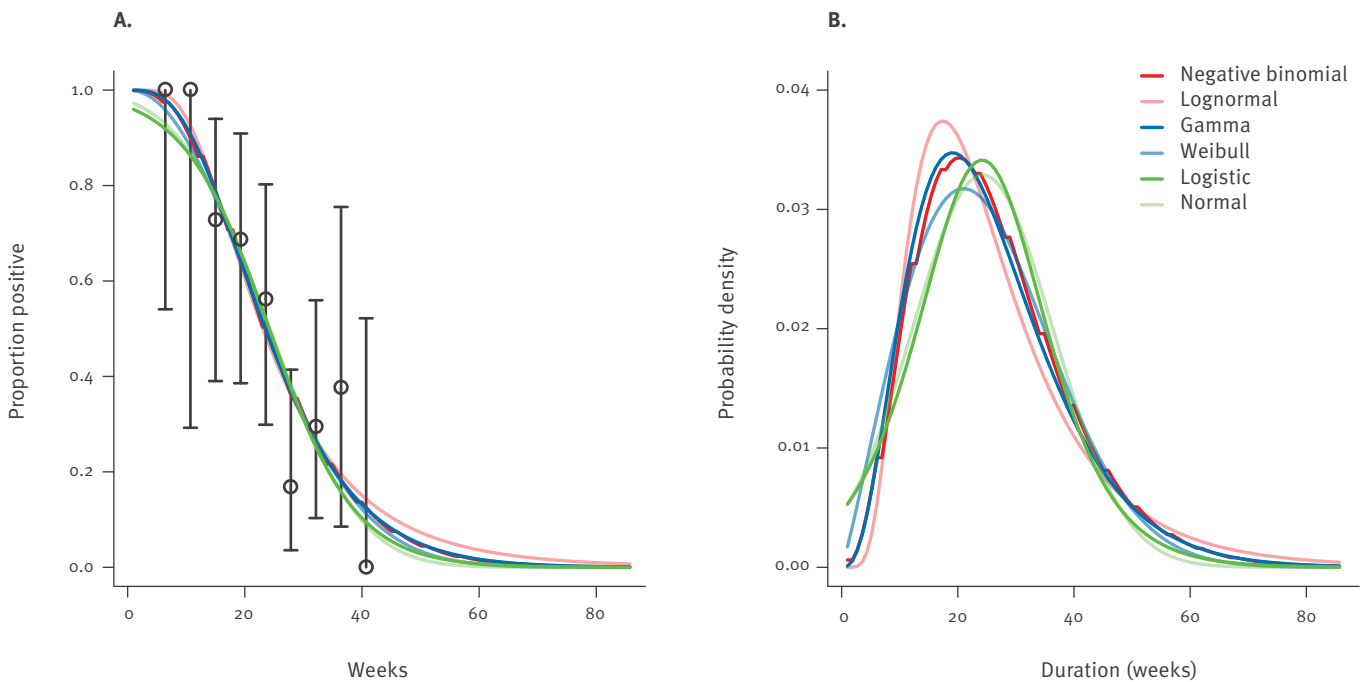 A.
1.0
0.8
0.6
0.4
0.2
0.0
0
20
40
60
80
Proportion positive
Weeks
B.
Negative binomial
Lognormal
Gamma
Weibull
Logistic
Normal
0.04
0.03
0.02
0.01
0.00
0
20
40
60
80
Probability density
Duration (weeks)